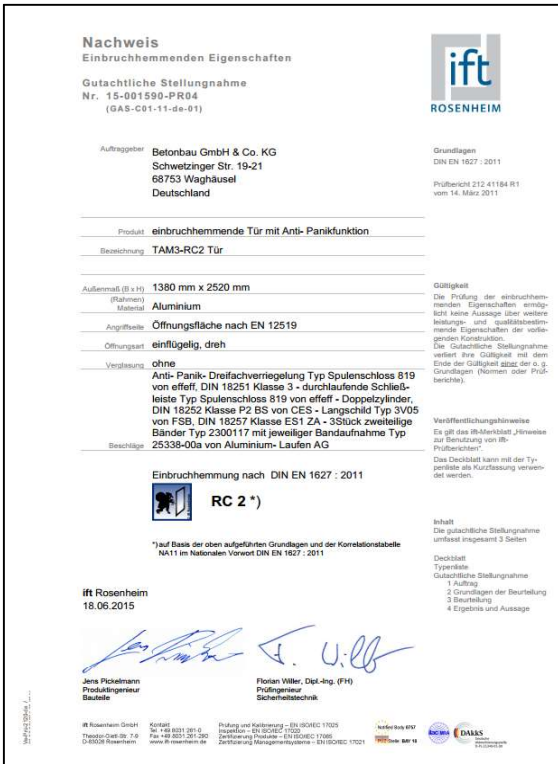 Nachweis
Einbruchhemmenden Eigenschaften
Gutachtliche Stellungnahme
Nr. 15-001590-PR04
(GAS-C01-11-de-01)
ift
ROSENHEIM
Auftraggeber Betonbau GmbH & Co. KG
Schwetzinger Str. 19-21
68753 Waghäusel
Deutschland
Grundlagen
DIN EN 1627 : 2011
Prüfbericht 212 41184 R1
vom 14. März 2011
Produkt einbruchhemmende Tür mit Anti- Panikfunktion
Bezeichnung TAM3-RC2 Tür
Außenmaß (B x H) 1380 mm x 2520 mm
(Rahmen)
Material Aluminium
Angriffseite Öffnungsfläche nach EN 12519
Öffnungsart einflügelig, dreh
Verglasung ohne
Anti- Panik- Dreifachverriegelung Typ Spulenschloss 819
von effeff, DIN 18251 Klasse 3 - durchlaufende Schließ-
leiste Typ Spulenschloss 819 von effeff - Doppelzylinder,
DIN 18252 Klasse P2 BS von CES - Langschild Typ 3V05
von FSB, DIN 18257 Klasse ES1 ZA - 3Stück zweiteilige
Bänder Typ 2300117 mit jeweiliger Bandaufnahme Typ
Beschläge 25338-00a von Aluminium- Laufen AG
Gültigkeit
Die Prüfung der einbruchhem-
menden Eigenschaften ermög-
licht keine Aussage über weitere
leistungs- und qualitätsbestim-
mende Eigenschaften der vorlie-
genden Konstruktion.
Die Gutachtliche Stellungnahme
verliert ihre Gültigkeit mit dem
Ende der Gültigkeit einer der o. g.
Grundlagen (Normen oder Prüf-
berichte).
Veröffentlichungshinweise
Es gilt das ift-Merkblatt „Hinweise
zur Benutzung von ift-
Prüfberichten".
Das Deckblatt kann mit der Ty-
penliste als Kurzfassung verwen-
det werden.
Einbruchhemmung nach DIN EN 1627 : 2011
RC 2 *)
*) auf Basis der oben aufgeführten Grundlagen und der Korrelationstabelle
NA11 im Nationalen Vorwort DIN EN 1627 : 2011
Inhalt
Die gutachtliche Stellungnahme
umfasst insgesamt 3 Seiten
Deckblatt
Typenliste
Gutachtliche Stellungnahme
1 Auftrag
2 Grundlagen der Beurteilung
3 Beurteilung
4 Ergebnis und Aussage
ift Rosenheim
18.06.2015
Jens Pickelmann
Produktingenieur
Bauteile
Florian Willer, Dipl.-Ing. (FH)
Prüfingenieur
Sicherheitstechnik
ift Rosenheim GmbH
Theodor-Gietl-Str. 7-9
D-83026 Rosenheim
Kontakt
Tel. +49 8031 261-0
Fax +49 8031 261-290
www.ift-rosenheim.de
Prüfung und Kalibrierung – EN ISO/IEC 17025
Inspektion – EN ISO/IEC 17020
Zertifizierung Produkte – EN ISO/IEC 17065
Zertifizierung Managementsysteme – EN ISO/IEC 17021
Notified Body 0757
PÜZ-Stelle: BAY 18
DAkkS